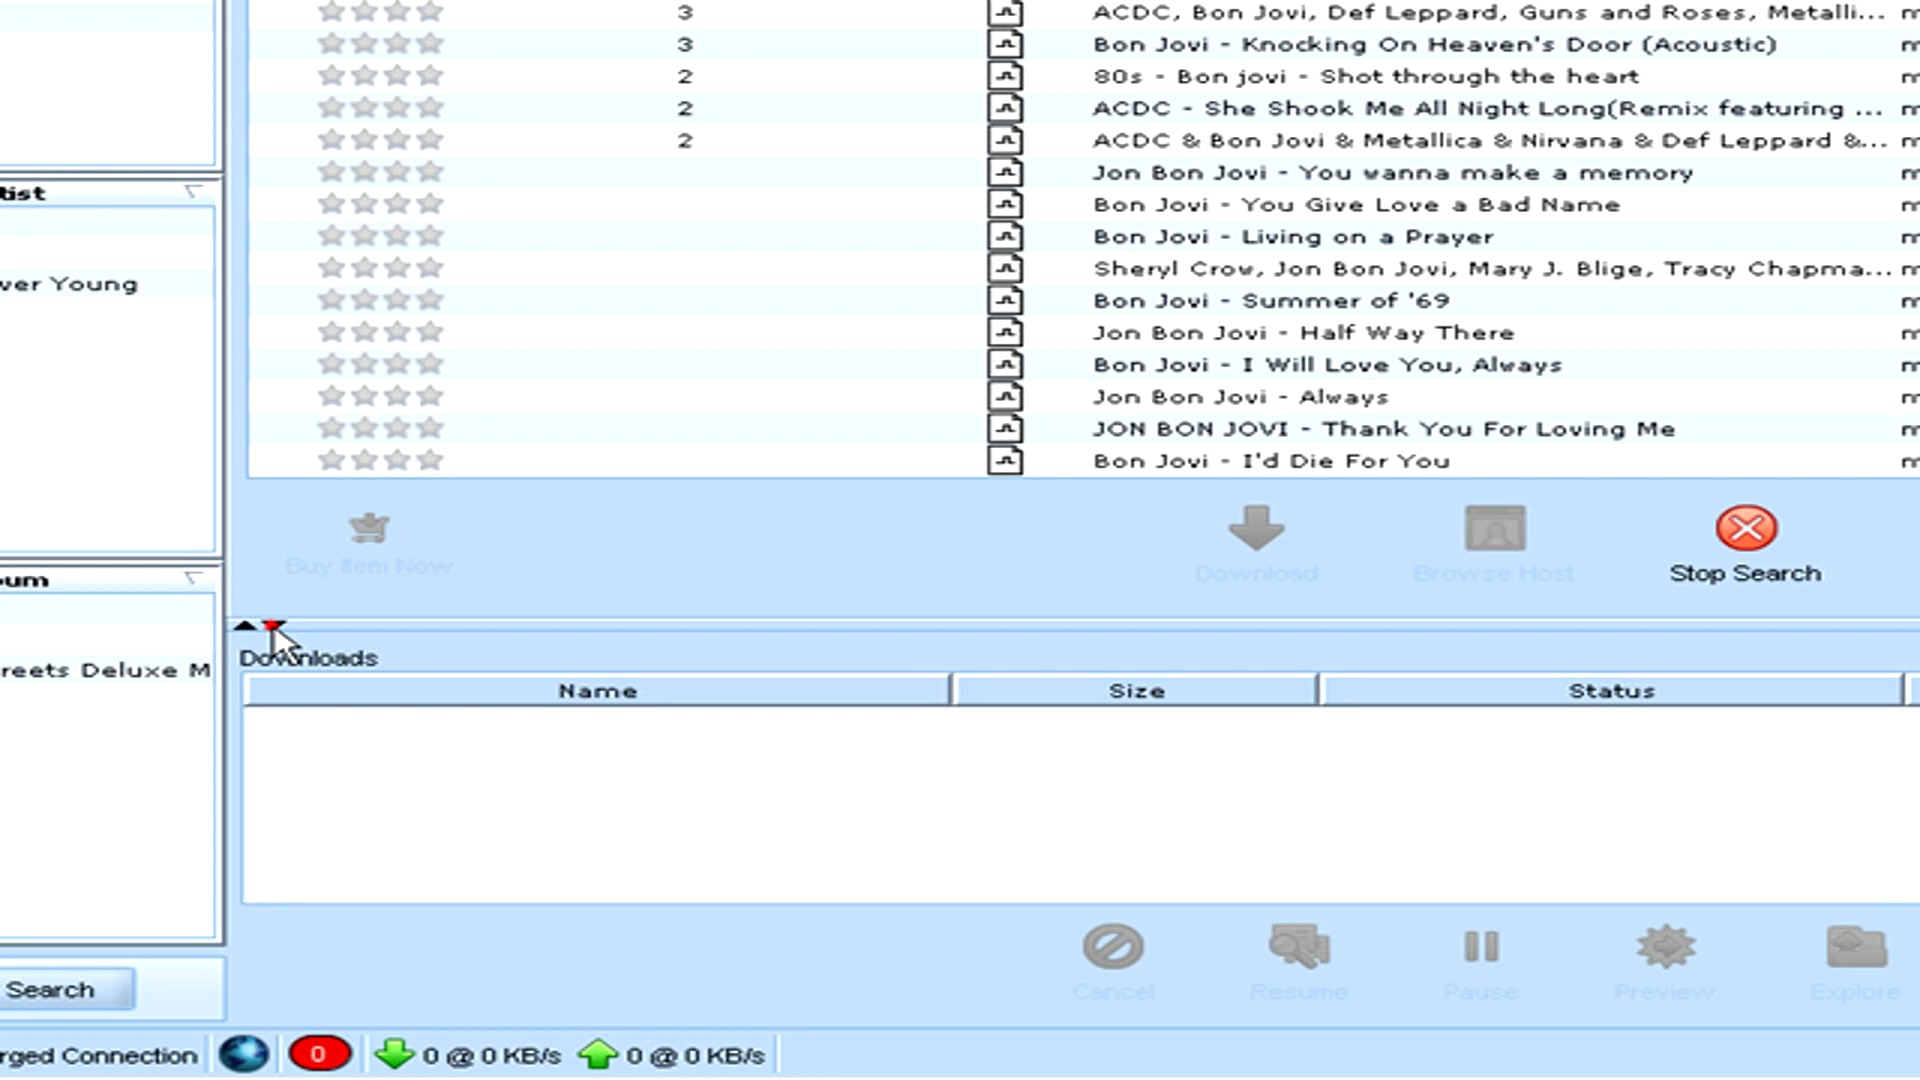 3 ACDC, Bon Jovi, Def Leppard, Guns and Roses, Metalli... m
3 Bon Jovi - Knocking On Heaven's Door (Acoustic) m
2 80s - Bon jovi - Shot through the heart m
2 ACDC - She Shook Me All Night Long(Remix featuring ... m
2 ACDC & Bon Jovi & Metallica & Nirvana & Def Leppard &... m
Jon Bon Jovi - You wanna make a memory m
tist
Bon Jovi - You Give Love a Bad Name m
Bon Jovi - Living on a Prayer m
Sheryl Crow, Jon Bon Jovi, Mary J. Blige, Tracy Chapma... m
ver Young
Bon Jovi - Summer of '69 m
Jon Bon Jovi - Half Way There m
Bon Jovi - I Will Love You, Always m
Jon Bon Jovi - Always m
JON BON JOVI - Thank You For Loving Me m
Bon Jovi - I'd Die For You m
Buy Item Now Download Browse Host Stop Search
um
Downloads
reets Deluxe M
Name Size Status
Search
Cancel Resume Pause Preview Explore
rged Connection 0 0 @ 0 KB/s 0 @ 0 KB/s